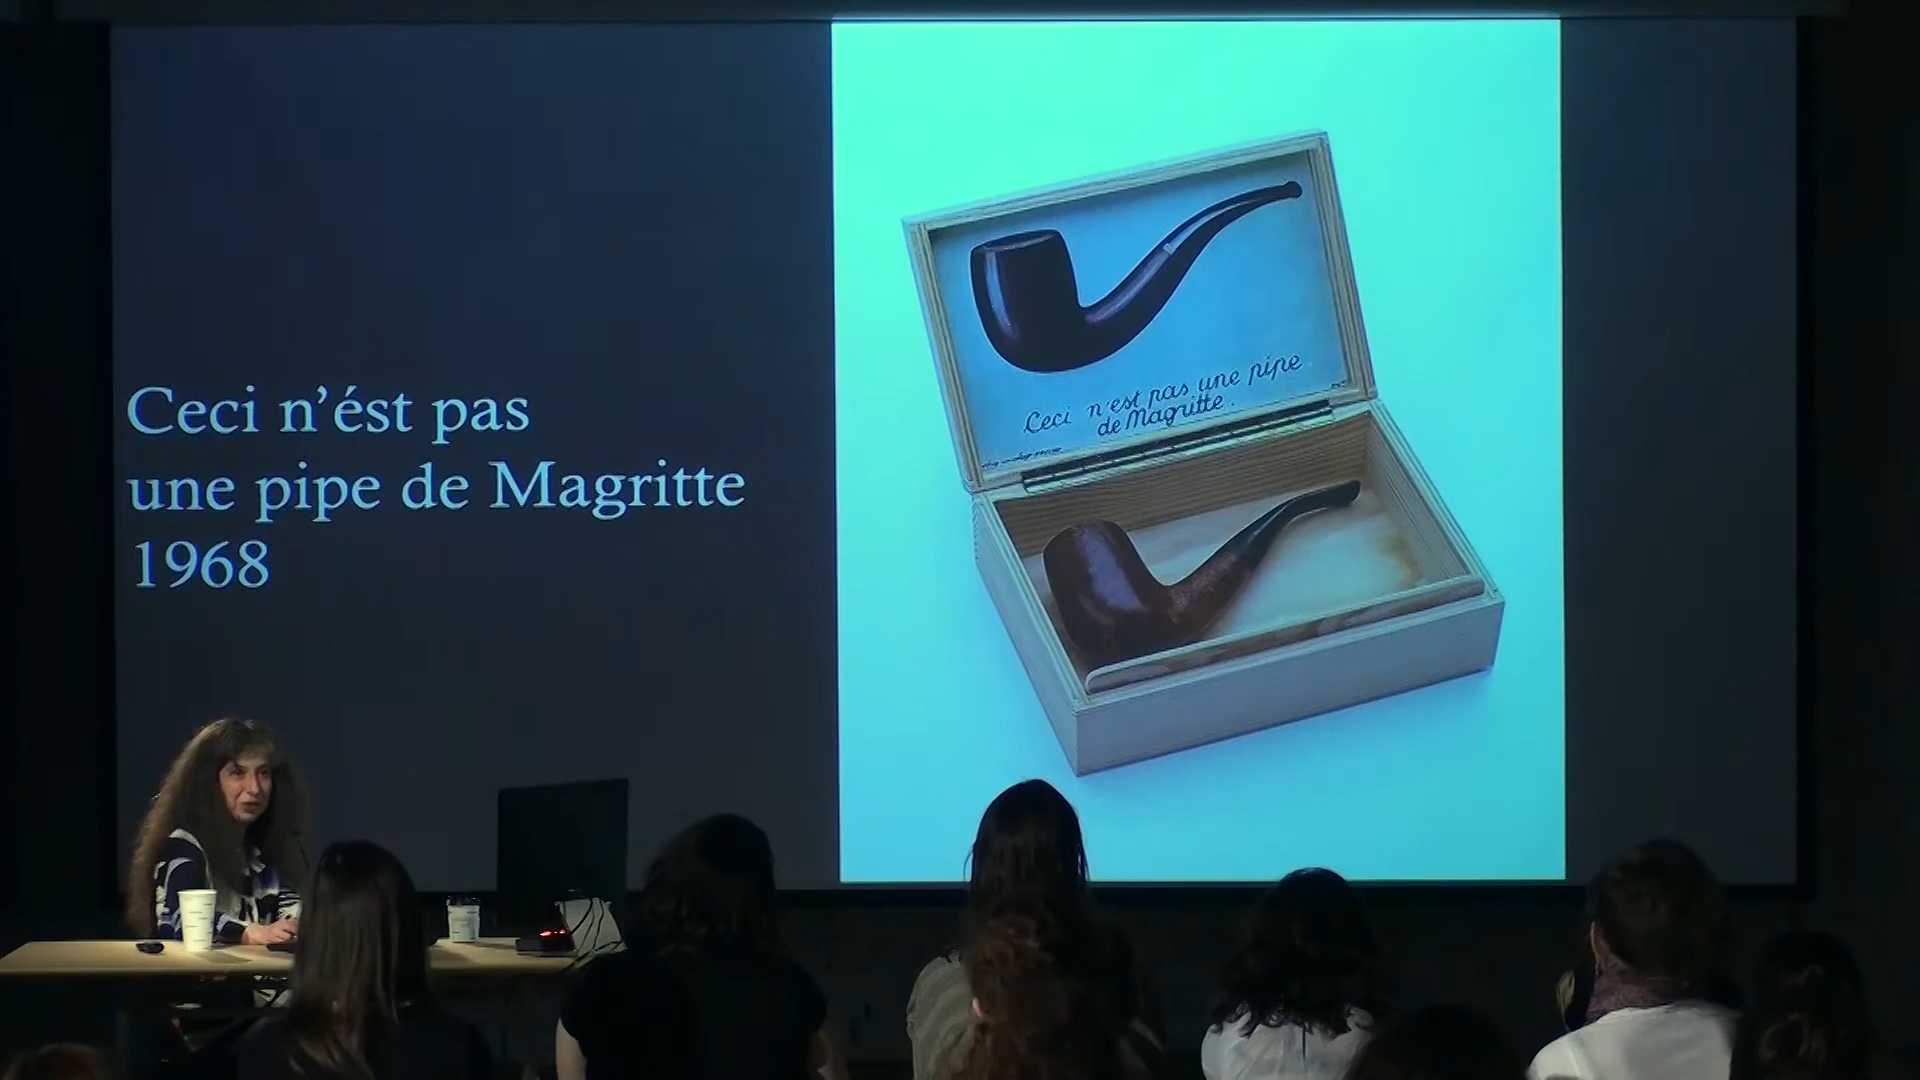 Ceci n'ést pas
une pipe de Magritte
1968
Ceci n'est pas une pipe
de Magritte.